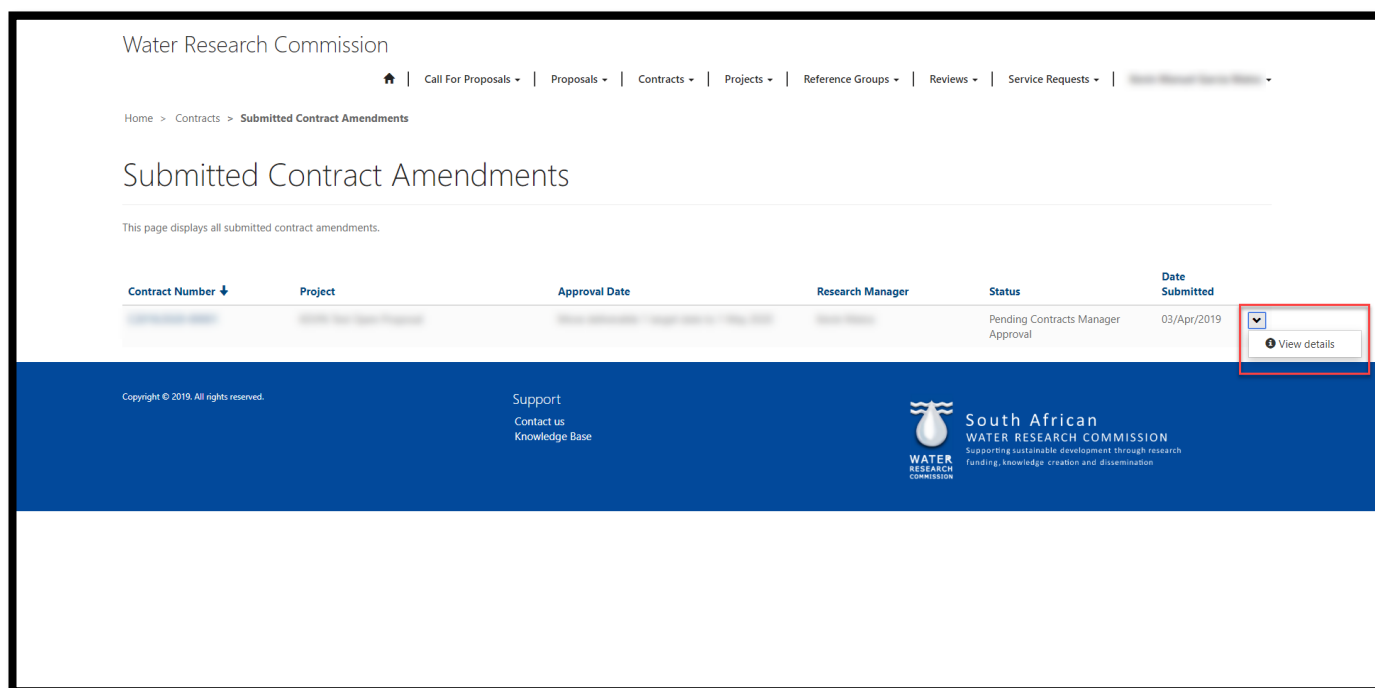 Water Research Commission
Call For Proposals | Proposals | Contracts | Projects | Reference Groups | Reviews | Service Requests |
Home > Contracts > Submitted Contract Amendments
Submitted Contract Amendments
This page displays all submitted contract amendments.
Contract Number Project Approval Date Research Manager Status Date Submitted
Pending Contracts Manager Approval 03/Apr/2019
View details
Copyright © 2019. All rights reserved.
Support
Contact us
Knowledge Base
WATER
RESEARCH
COMMISSION
South African
WATER RESEARCH COMMISSION
Supporting sustainable development through research
funding, knowledge creation and dissemination